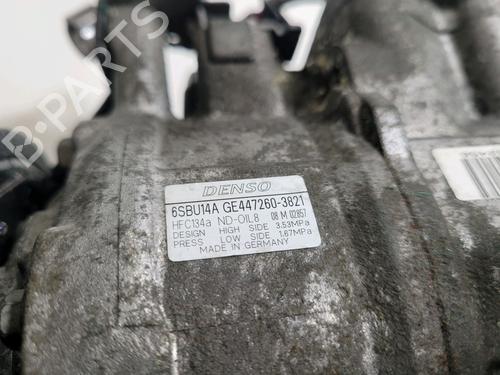 B-PARTS
DENSO
6SBU14A GE447260-3821
HFC134a ND-OIL8 08 M 02857
DESIGN HIGH SIDE 3.53MPa
PRESS LOW SIDE 1.67MPa
MADE IN GERMANY